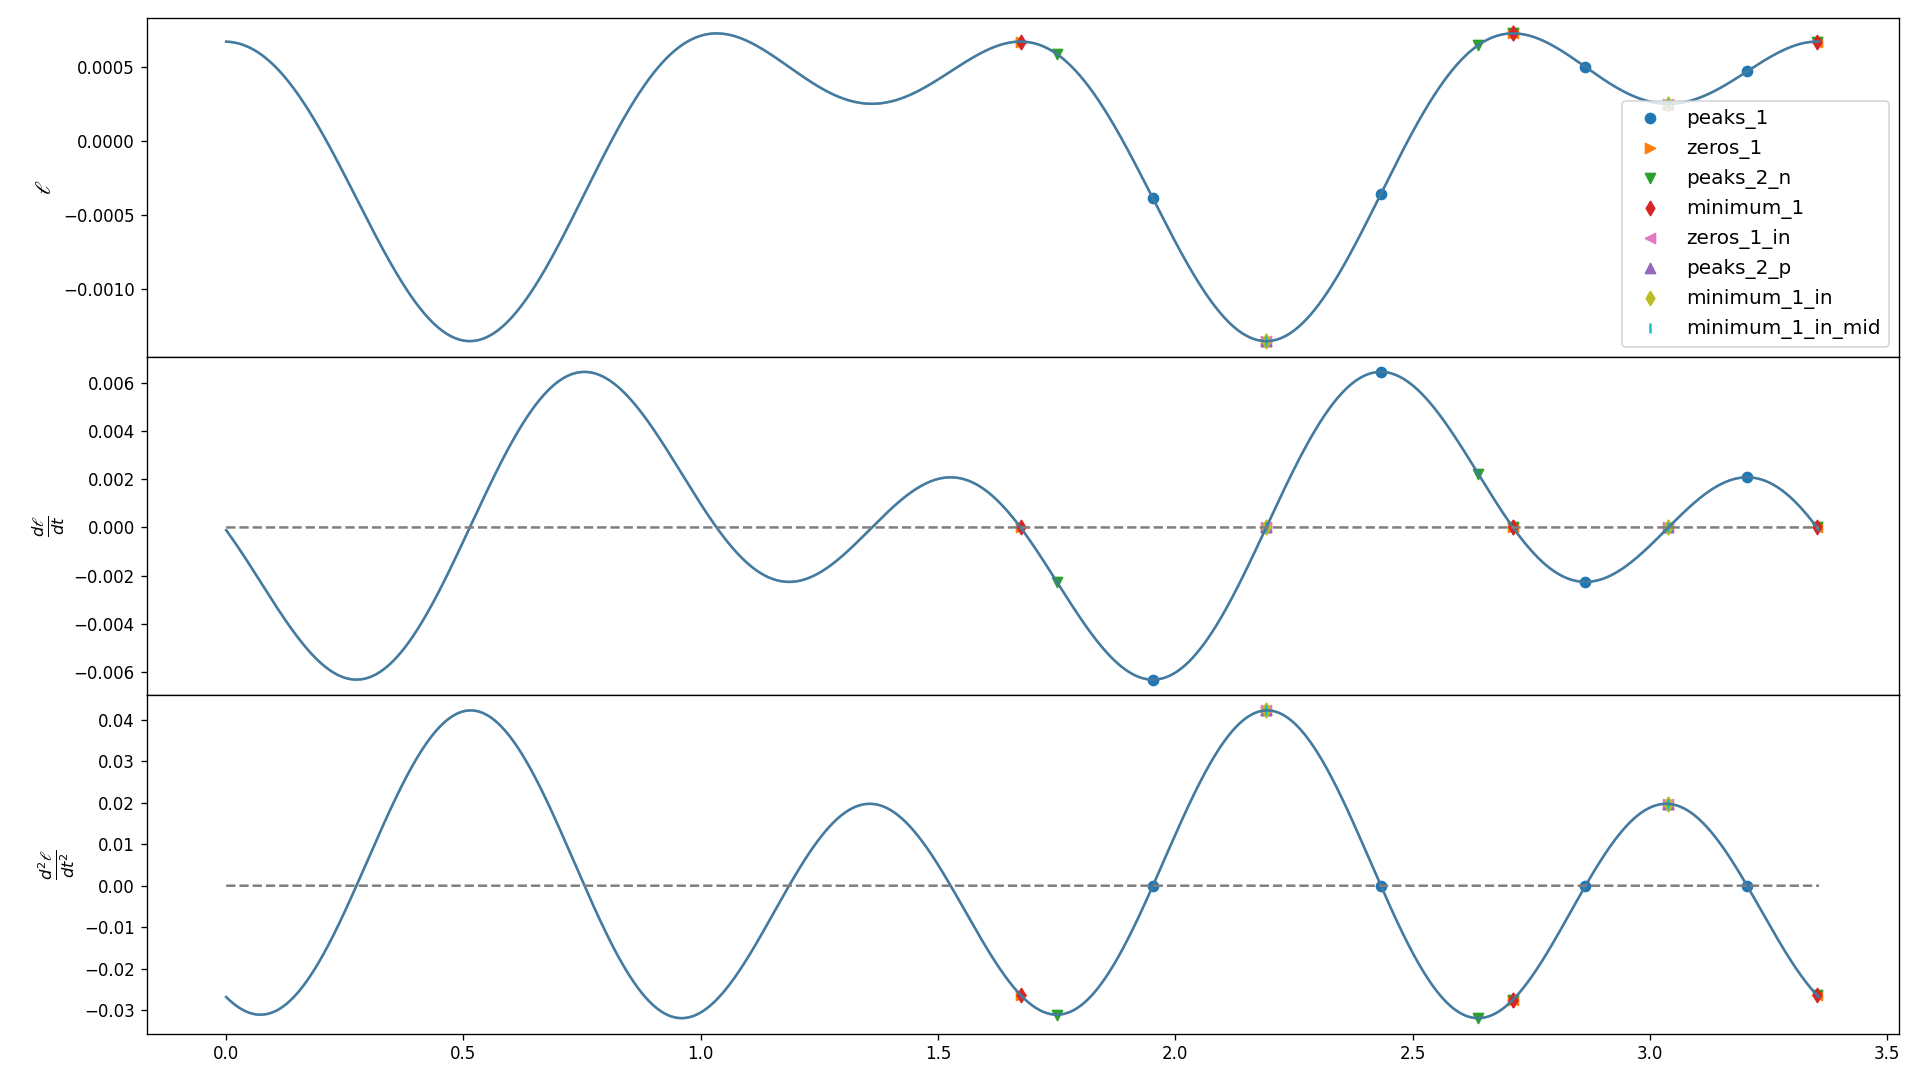 0.0005
0.0000
−0.0005
−0.0010
ℓ
peaks_1
zeros_1
peaks_2_n
minimum_1
zeros_1_in
peaks_2_p
minimum_1_in
minimum_1_in_mid
0.006
0.004
0.002
0.000
−0.002
−0.004
−0.006
dℓ
dt
0.04
0.03
0.02
0.01
0.00
−0.01
−0.02
−0.03
d²ℓ
dt²
0.0 0.5 1.0 1.5 2.0 2.5 3.0 3.5